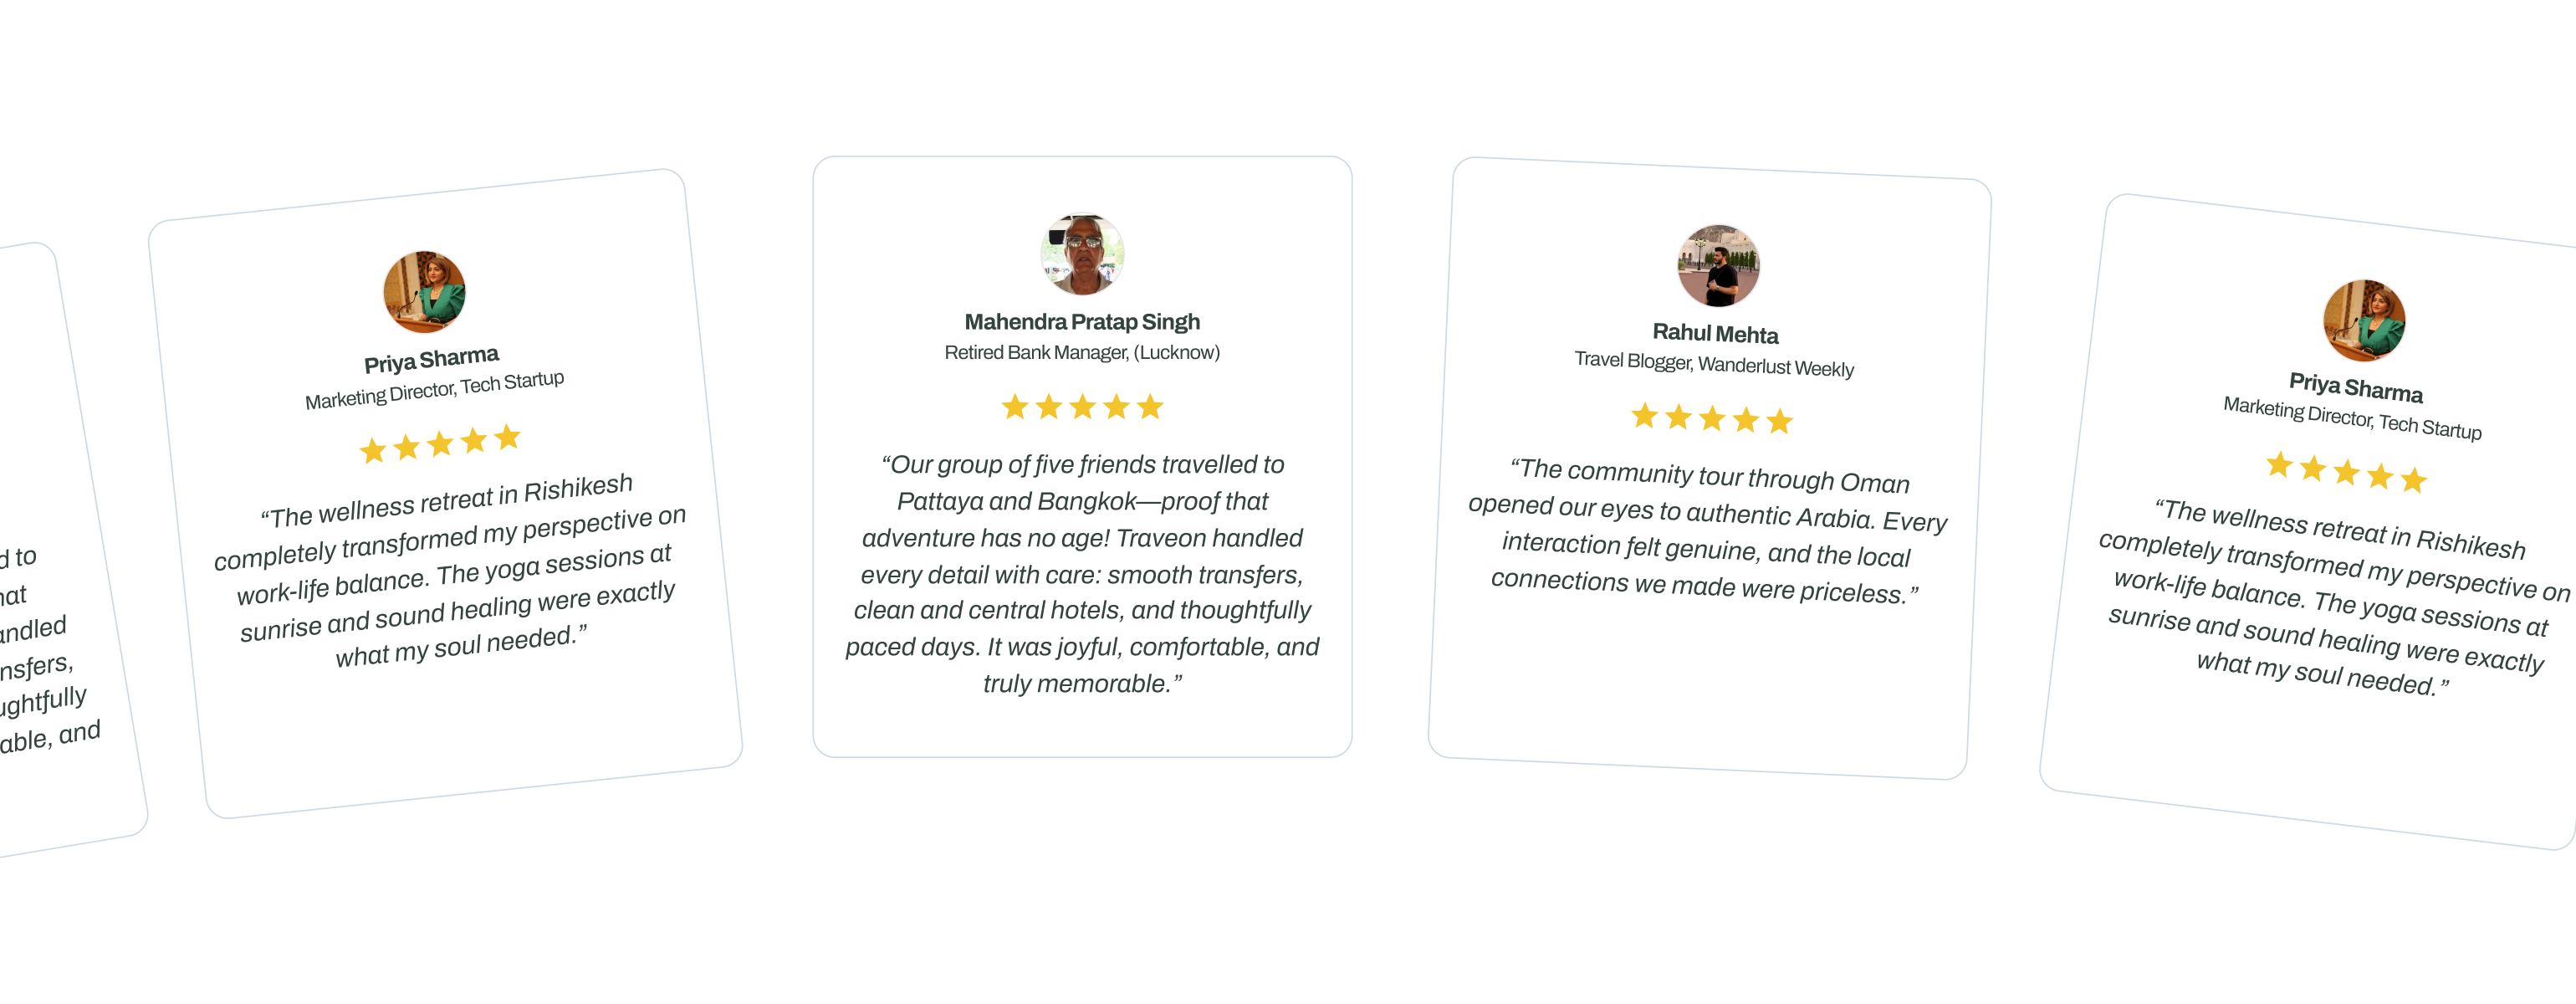 d to
hat
andled
nsfers,
ughtfully
able, and
Priya Sharma
Marketing Director, Tech Startup
“The wellness retreat in Rishikesh
completely transformed my perspective on
work-life balance. The yoga sessions at
sunrise and sound healing were exactly
what my soul needed.”
Mahendra Pratap Singh
Retired Bank Manager, (Lucknow)
“Our group of five friends travelled to
Pattaya and Bangkok—proof that
adventure has no age! Traveon handled
every detail with care: smooth transfers,
clean and central hotels, and thoughtfully
paced days. It was joyful, comfortable, and
truly memorable.”
Rahul Mehta
Travel Blogger, Wanderlust Weekly
“The community tour through Oman
opened our eyes to authentic Arabia. Every
interaction felt genuine, and the local
connections we made were priceless.”
Priya Sharma
Marketing Director, Tech Startup
“The wellness retreat in Rishikesh
completely transformed my perspective on
work-life balance. The yoga sessions at
sunrise and sound healing were exactly
what my soul needed.”